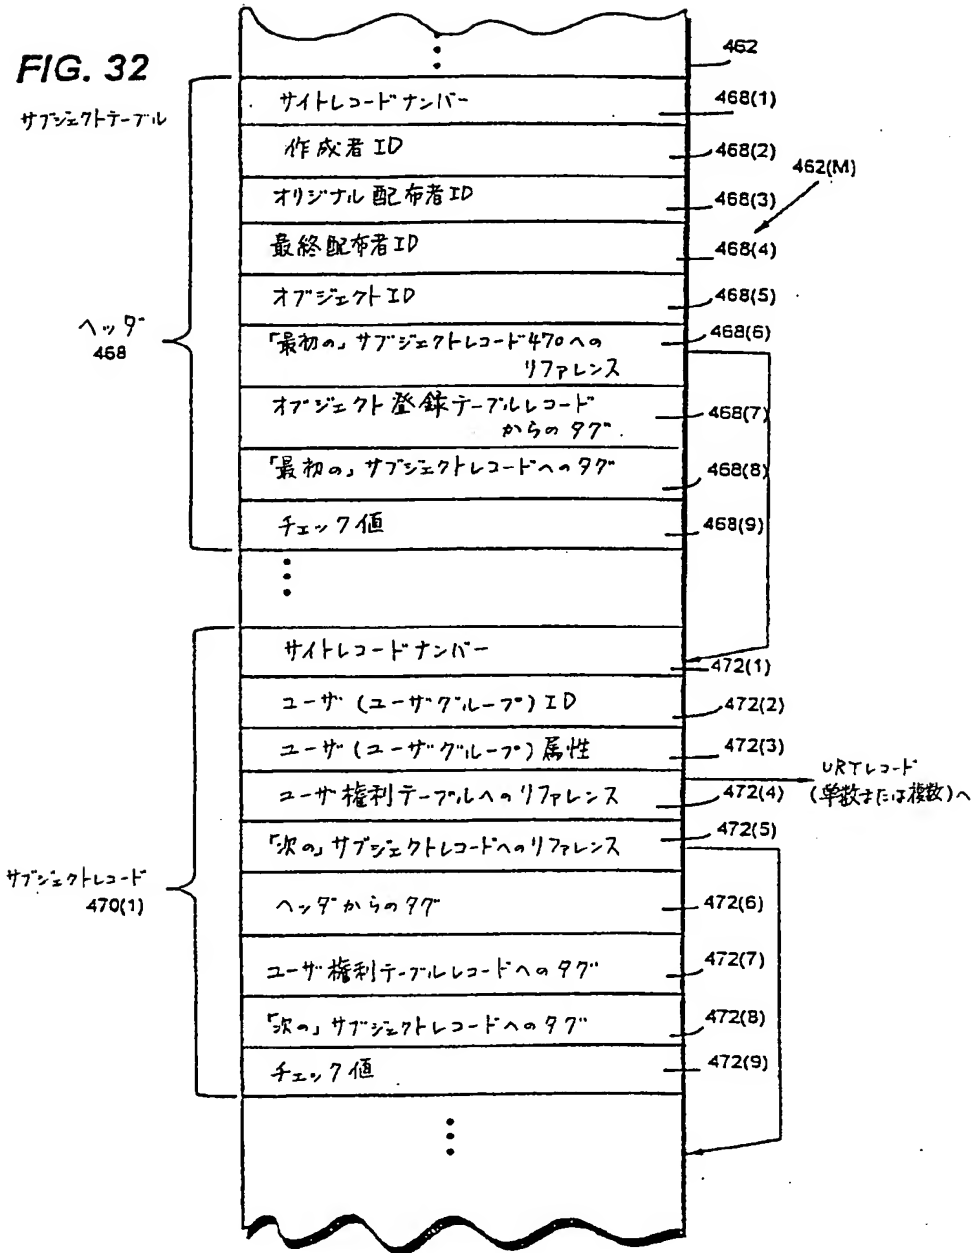 FIG. 32
サブジェクトテーブル
462
サイトレコードナンバー
468(1)
作成者ID
468(2)
462(M)
オリジナル配布者ID
468(3)
最終配布者ID
468(4)
オブジェクトID
468(5)
ヘッダ
468
「最初の」サブジェクトレコード470への
リファレンス
468(6)
オブジェクト登録テーブルレコード
からのタグ
468(7)
「最初の」サブジェクトレコードへのタグ
468(8)
チェック値
468(9)
サイトレコードナンバー
472(1)
ユーザ(ユーザグループ)ID
472(2)
ユーザ(ユーザグループ)属性
472(3)
ユーザ権利テーブルへのリファレンス
472(4)
URTレコード
(単数または複数)へ
「次の」サブジェクトレコードへのリファレンス
472(5)
サブジェクトレコード
470(1)
ヘッダからのタグ
472(6)
ユーザ権利テーブルレコードへのタグ
472(7)
「次の」サブジェクトレコードへのタグ
472(8)
チェック値
472(9)